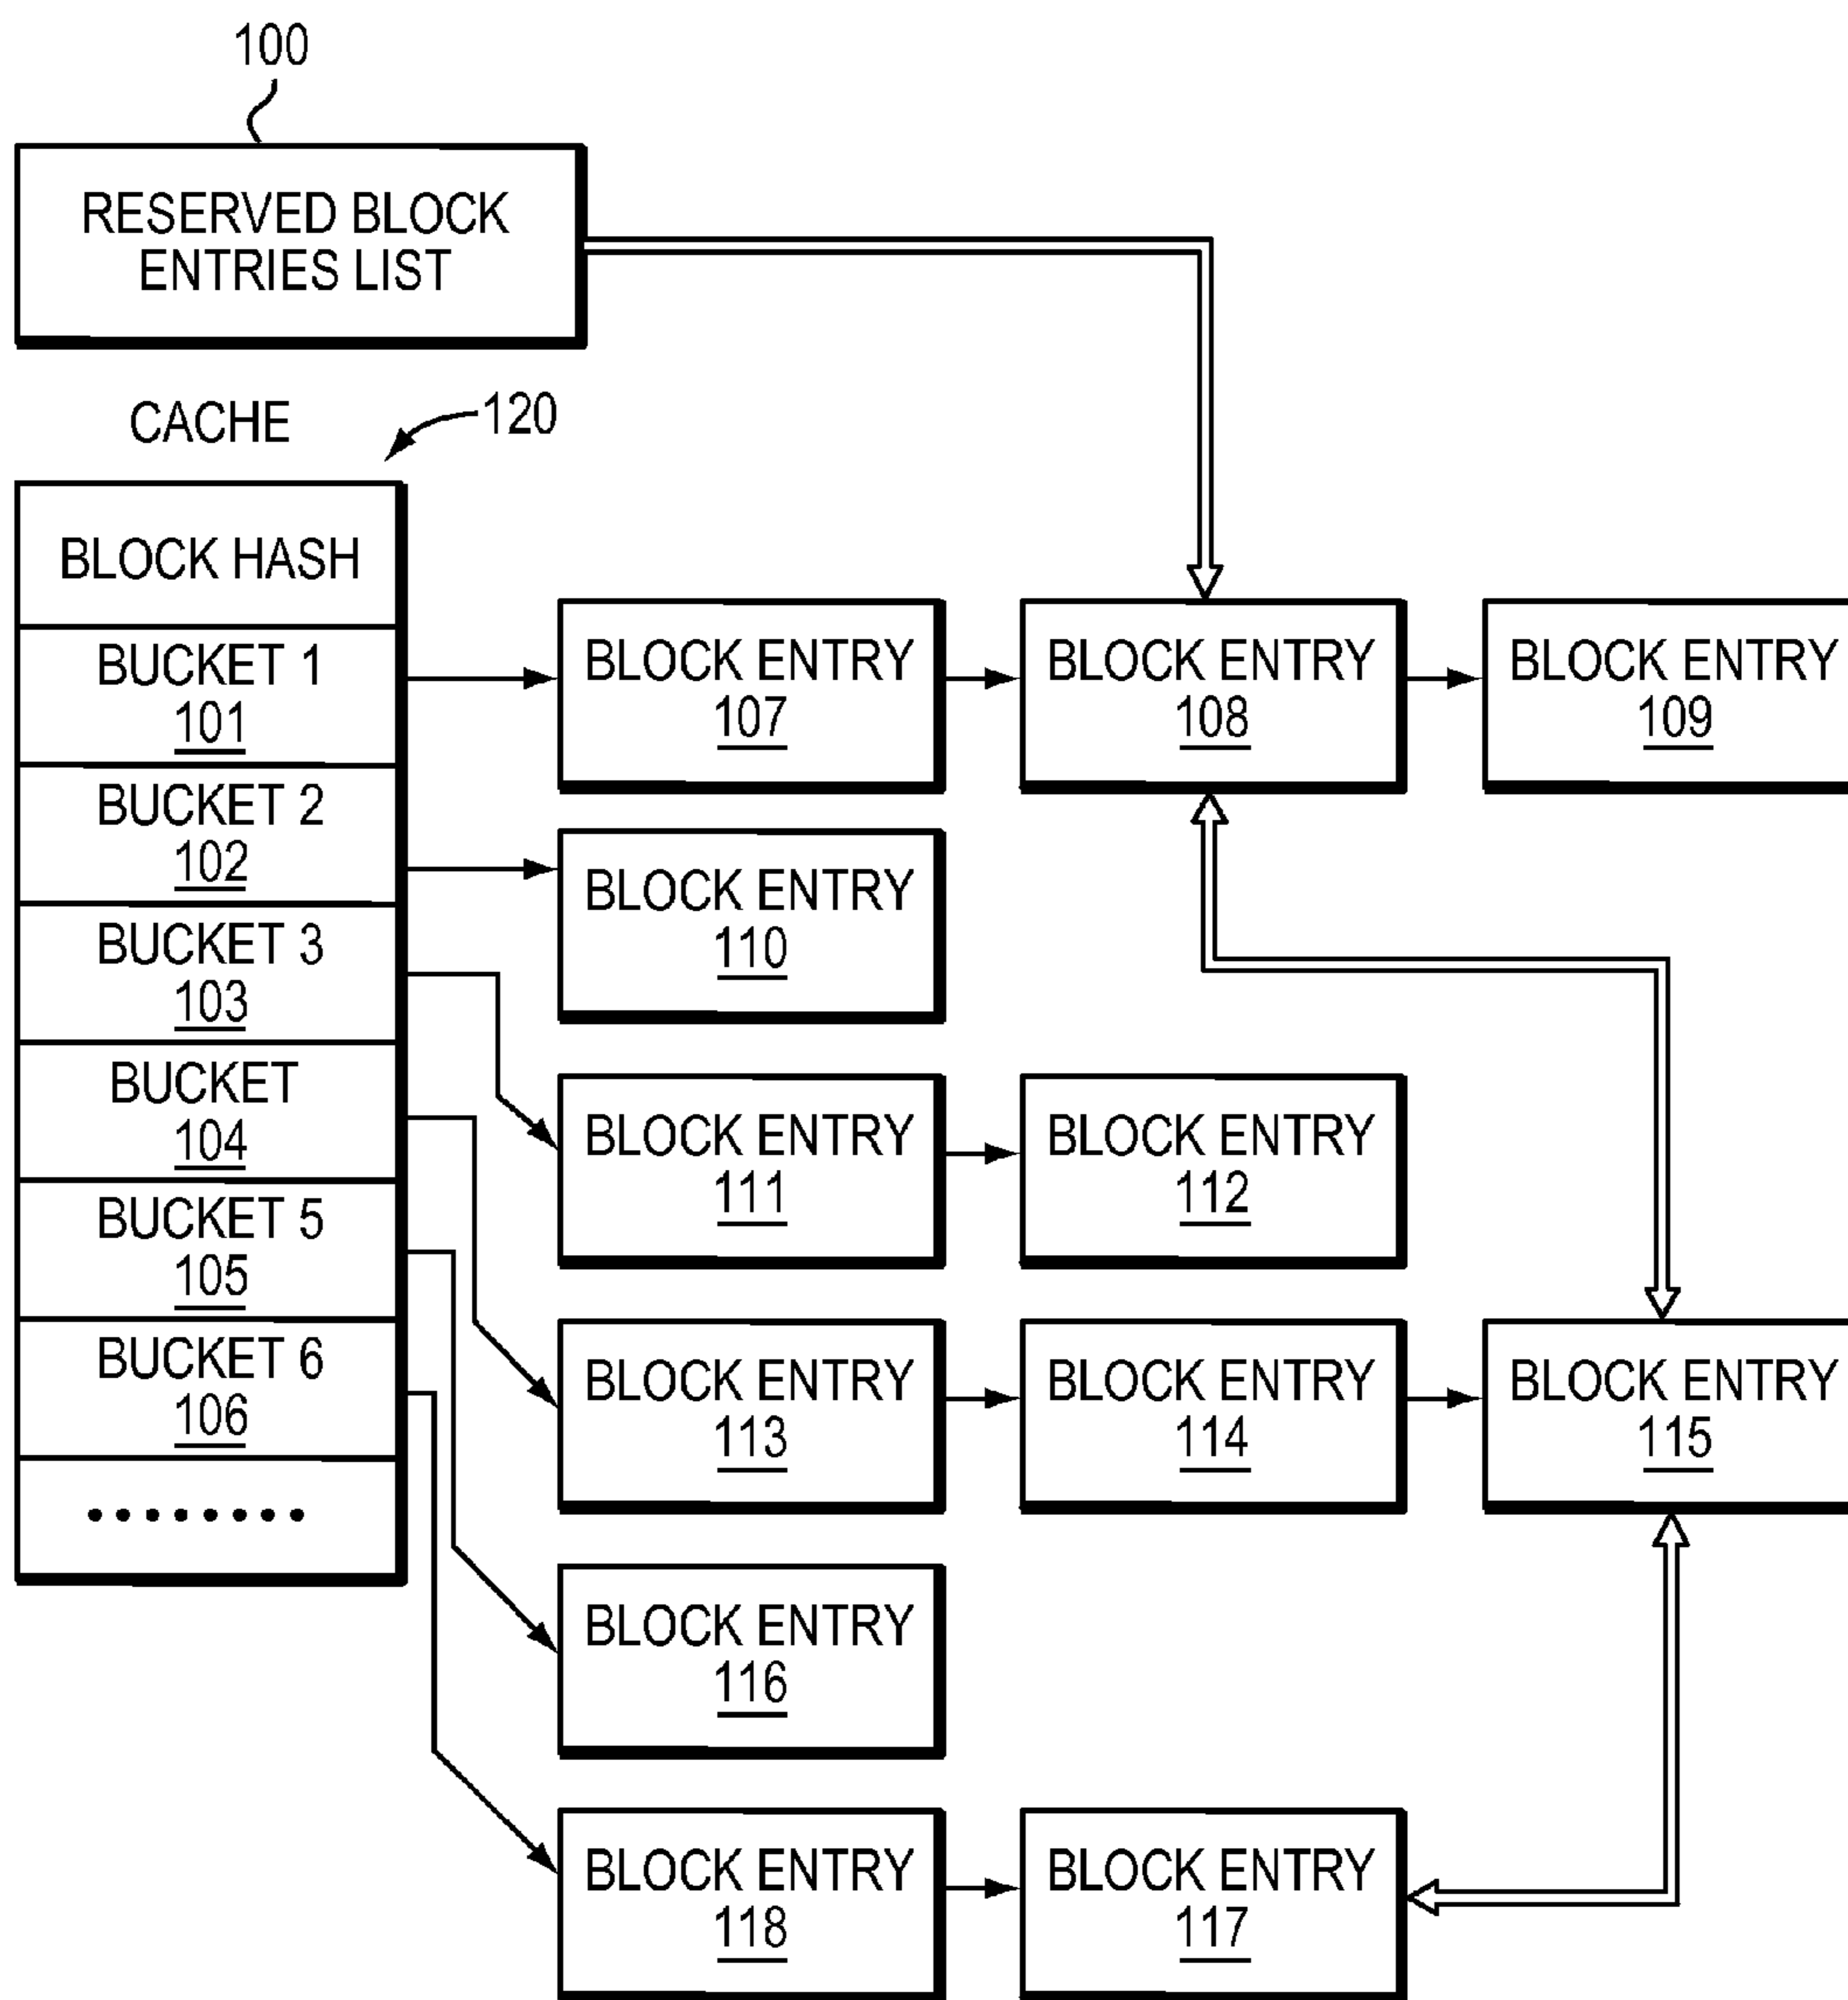 100
RESERVED BLOCK
ENTRIES LIST
CACHE
120
BLOCK HASH
BUCKET 1
101
BUCKET 2
102
BUCKET 3
103
BUCKET
104
BUCKET 5
105
BUCKET 6
106
........
BLOCK ENTRY
107
BLOCK ENTRY
108
BLOCK ENTRY
109
BLOCK ENTRY
110
BLOCK ENTRY
111
BLOCK ENTRY
112
BLOCK ENTRY
113
BLOCK ENTRY
114
BLOCK ENTRY
115
BLOCK ENTRY
116
BLOCK ENTRY
118
BLOCK ENTRY
117